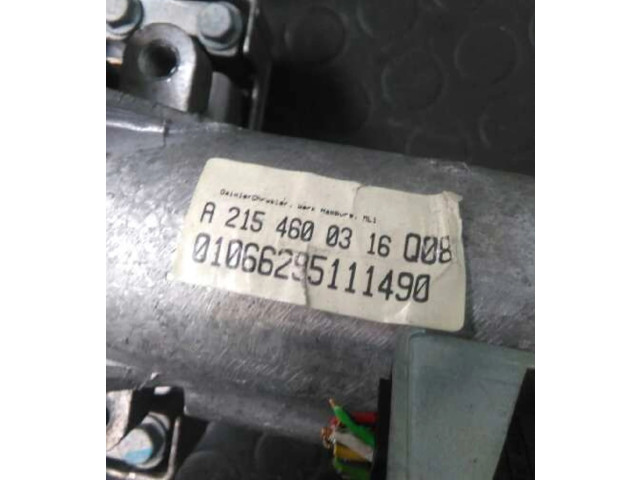 DaimlerChrysler, Werk Hamburg, ML1
A 215 460 03 16 Q08
01066295111490